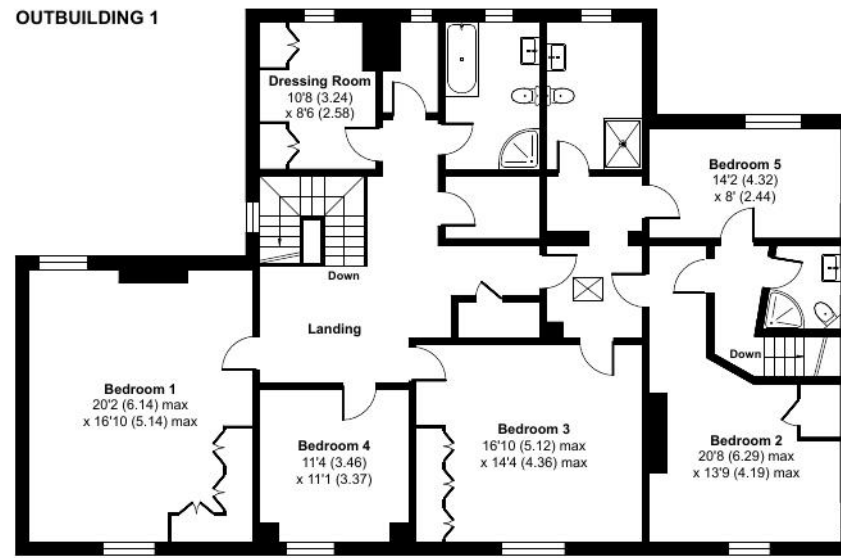 OUTBUILDING 1
Dressing Room
10'8 (3.24)
x 8'6 (2.58)
Bedroom 5
14'2 (4.32)
x 8' (2.44)
Down
Landing
Down
Bedroom 1
20'2 (6.14) max
x 16'10 (5.14) max
Bedroom 4
11'4 (3.46)
x 11'1 (3.37)
Bedroom 3
16'10 (5.12) max
x 14'4 (4.36) max
Bedroom 2
20'8 (6.29) max
x 13'9 (4.19) max